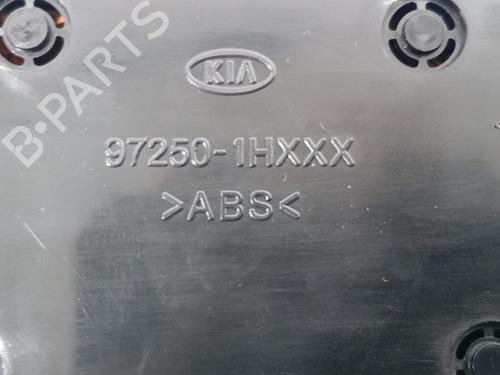 B-PARTS
KIA
97250-1HXXX
>ABS<